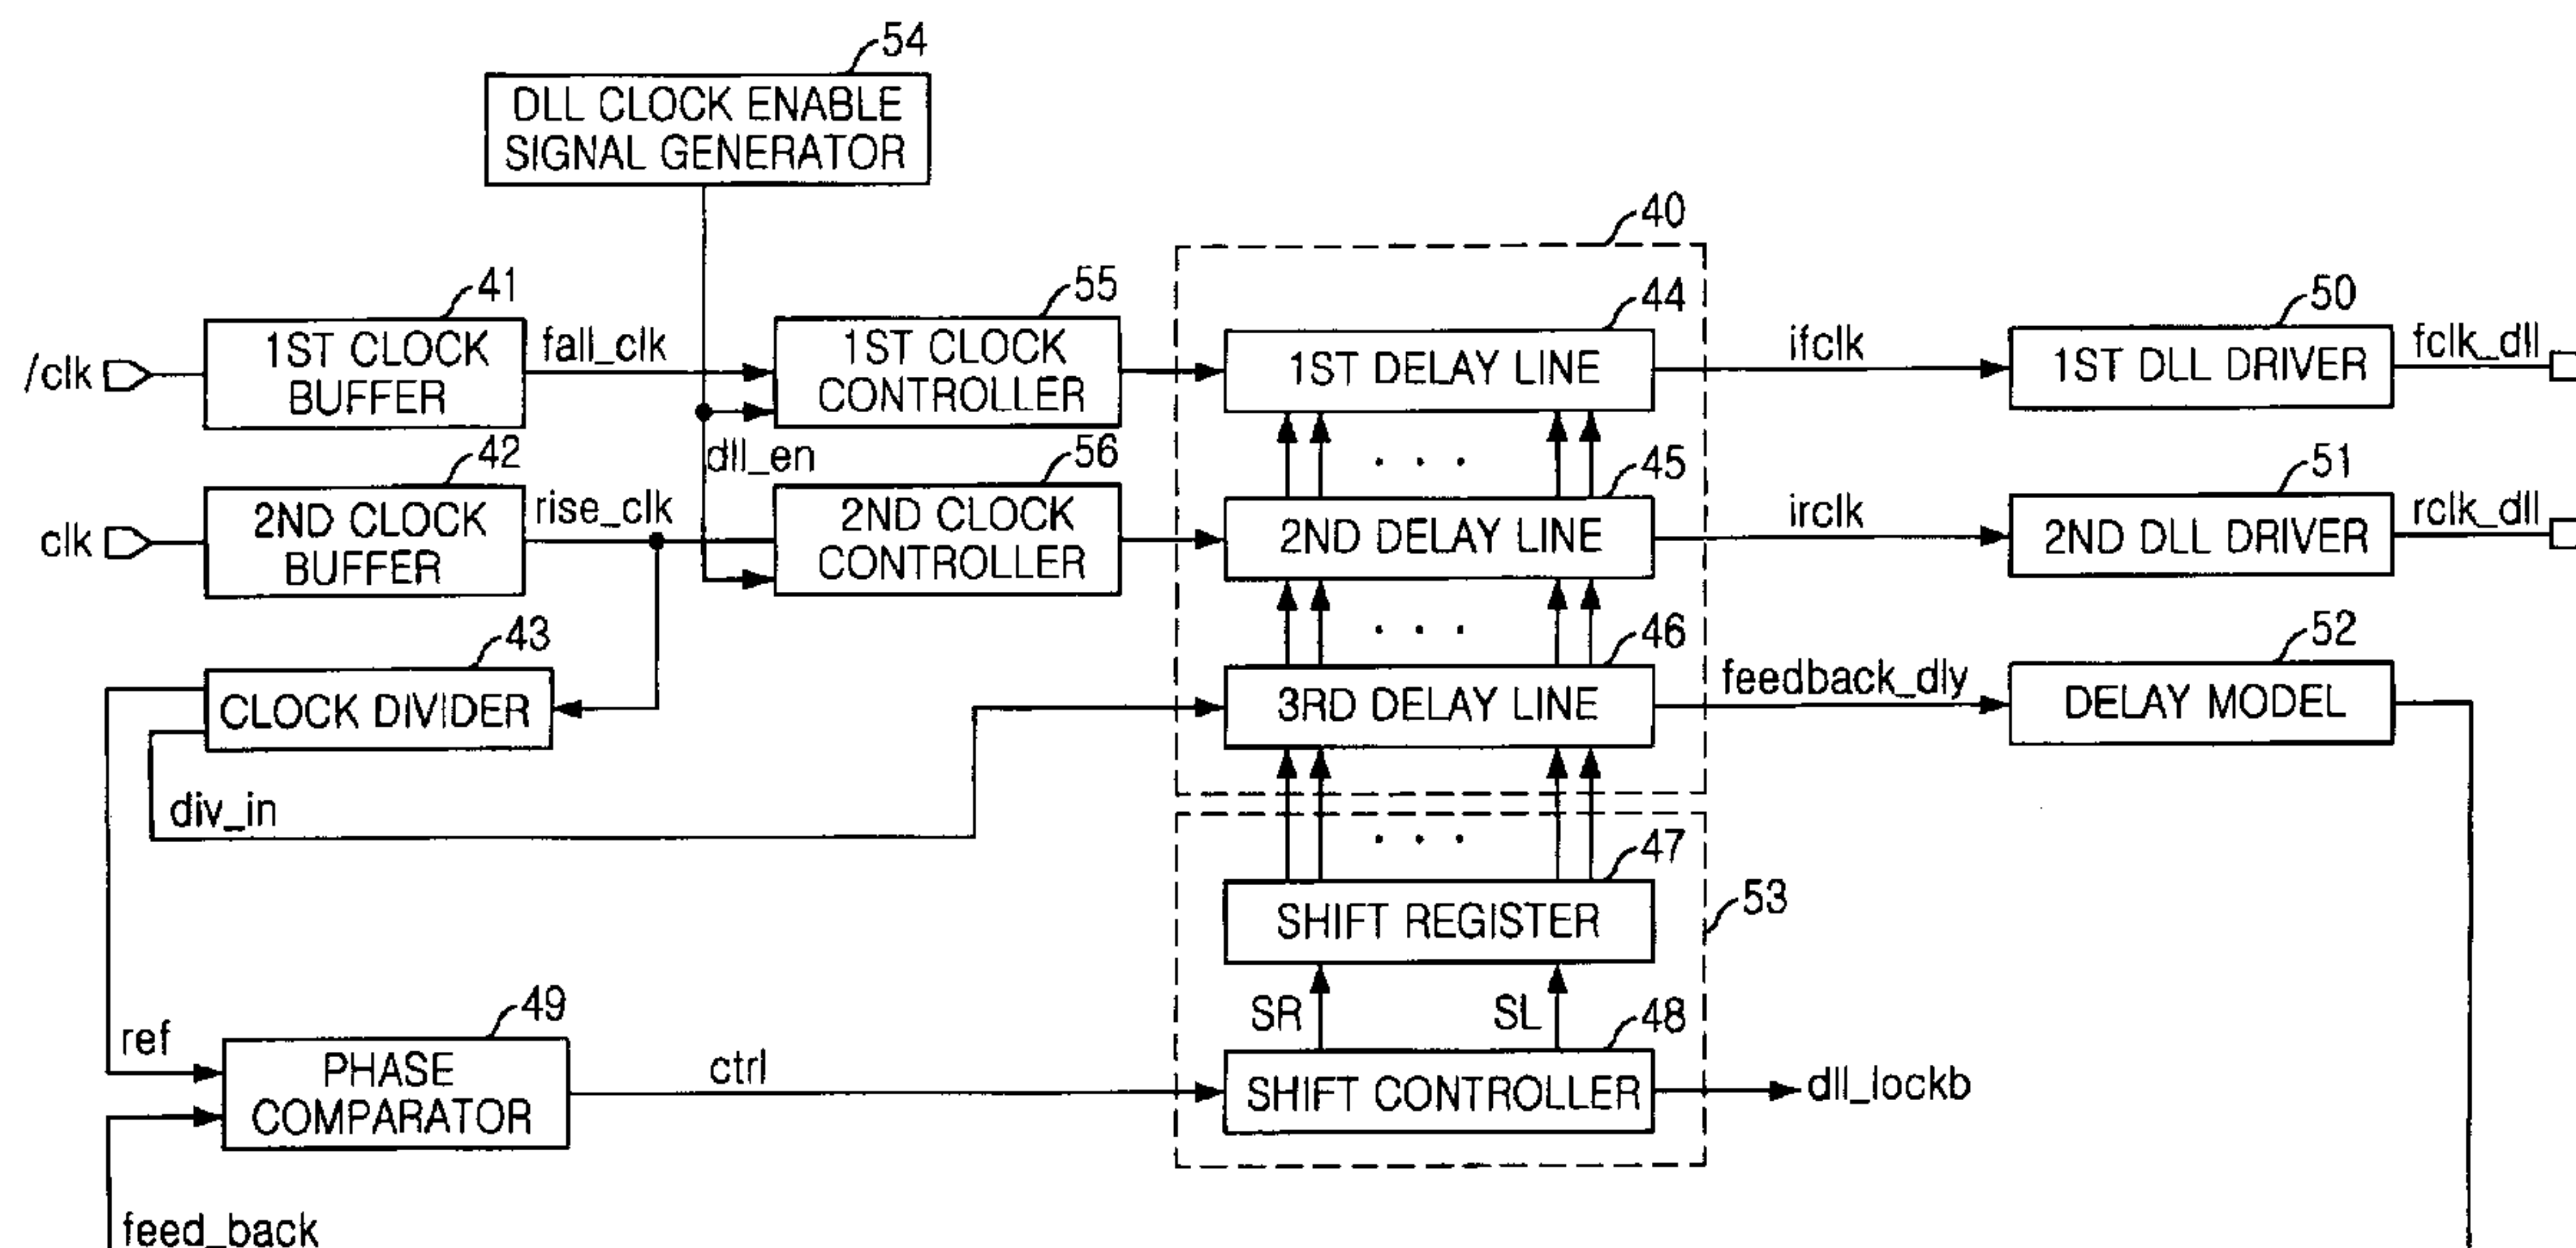 54
DLL CLOCK ENABLE
SIGNAL GENERATOR
40
41
55
44
50
/clk
1ST CLOCK
BUFFER
fall_clk
1ST CLOCK
CONTROLLER
1ST DELAY LINE
ifclk
1ST DLL DRIVER
fclk_dll
42
dll_en
56
. . .
45
51
clk
2ND CLOCK
BUFFER
rise_clk
2ND CLOCK
CONTROLLER
2ND DELAY LINE
irclk
2ND DLL DRIVER
rclk_dll
43
. . .
46
52
CLOCK DIVIDER
3RD DELAY LINE
feedback_dly
DELAY MODEL
div_in
. . .
47
SHIFT REGISTER
53
49
SR
SL
48
ref
PHASE
COMPARATOR
ctrl
SHIFT CONTROLLER
dll_lockb
feed_back